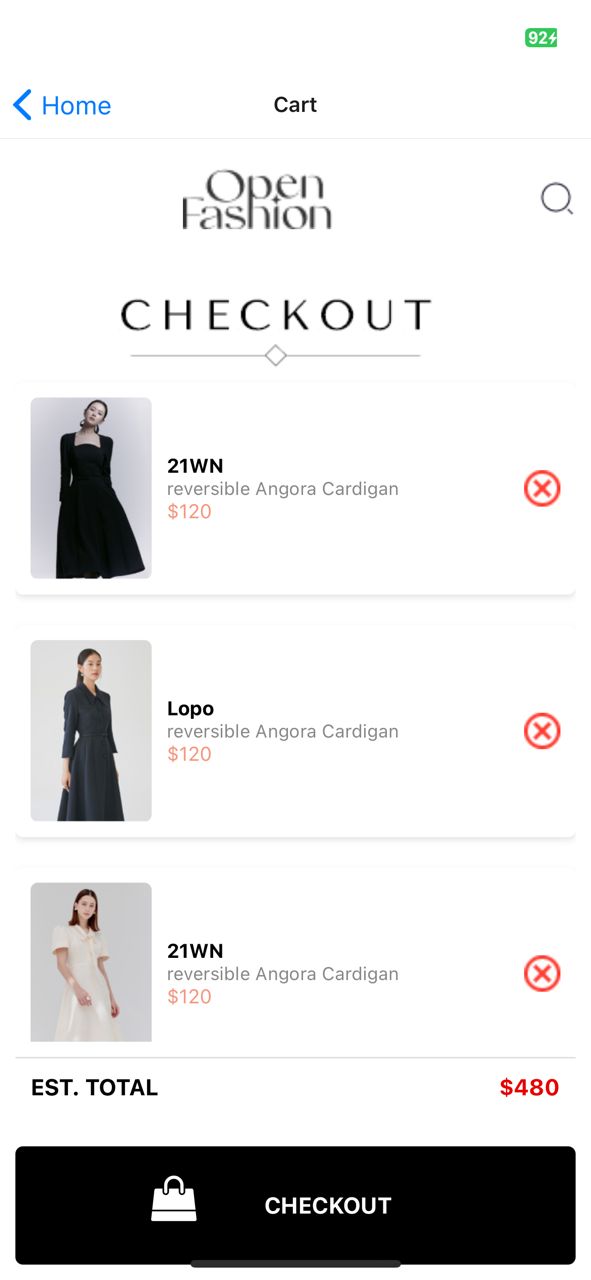 92
Home
Cart
Open
Fashion
CHECKOUT
21WN
reversible Angora Cardigan
$120
Lopo
reversible Angora Cardigan
$120
21WN
reversible Angora Cardigan
$120
EST. TOTAL $480
CHECKOUT